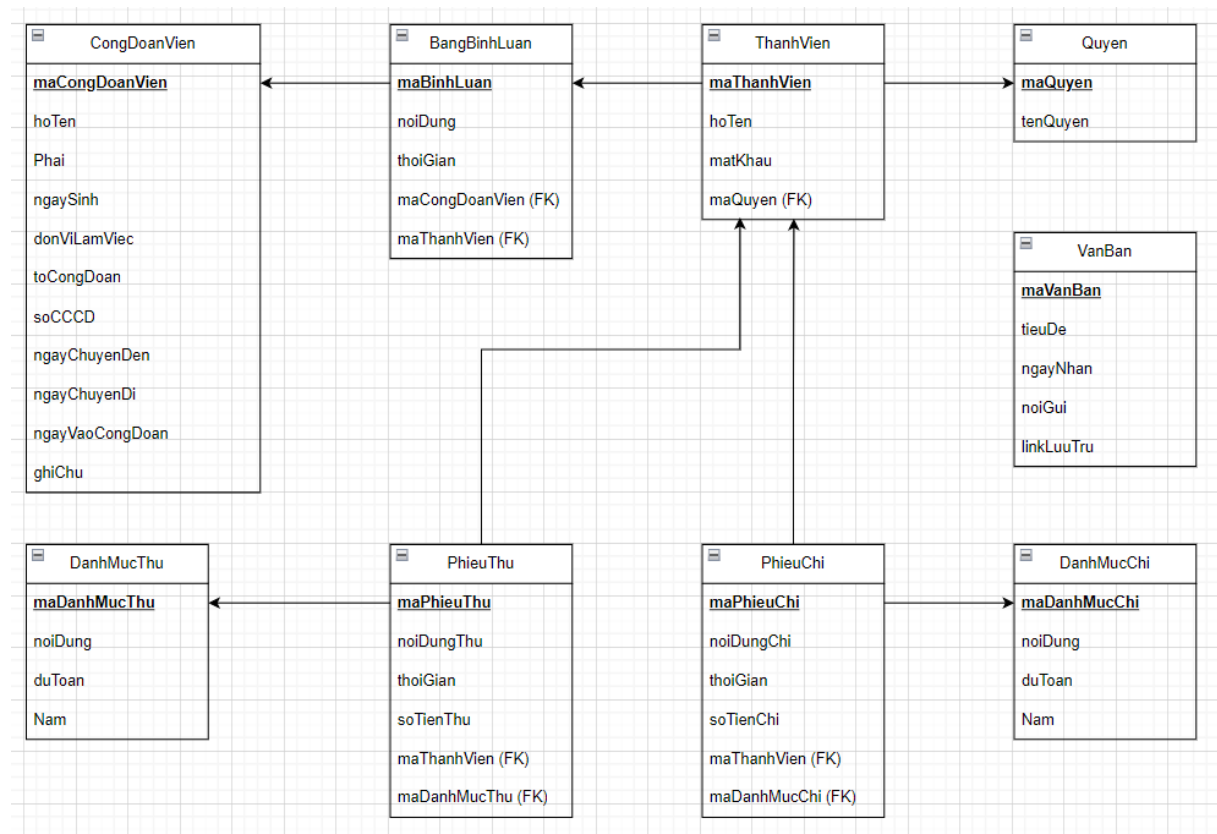 CongDoanVien
maCongDoanVien
hoTen
Phai
ngaySinh
donViLamViec
toCongDoan
soCCCD
ngayChuyenDen
ngayChuyenDi
ngayVaoCongDoan
ghiChu
BangBinhLuan
maBinhLuan
noiDung
thoiGian
maCongDoanVien (FK)
maThanhVien (FK)
ThanhVien
maThanhVien
hoTen
matKhau
maQuyen (FK)
Quyen
maQuyen
tenQuyen
VanBan
maVanBan
tieuDe
ngayNhan
noiGui
linkLuuTru
DanhMucThu
maDanhMucThu
noiDung
duToan
Nam
PhieuThu
maPhieuThu
noiDungThu
thoiGian
soTienThu
maThanhVien (FK)
maDanhMucThu (FK)
PhieuChi
maPhieuChi
noiDungChi
thoiGian
soTienChi
maThanhVien (FK)
maDanhMucChi (FK)
DanhMucChi
maDanhMucChi
noiDung
duToan
Nam